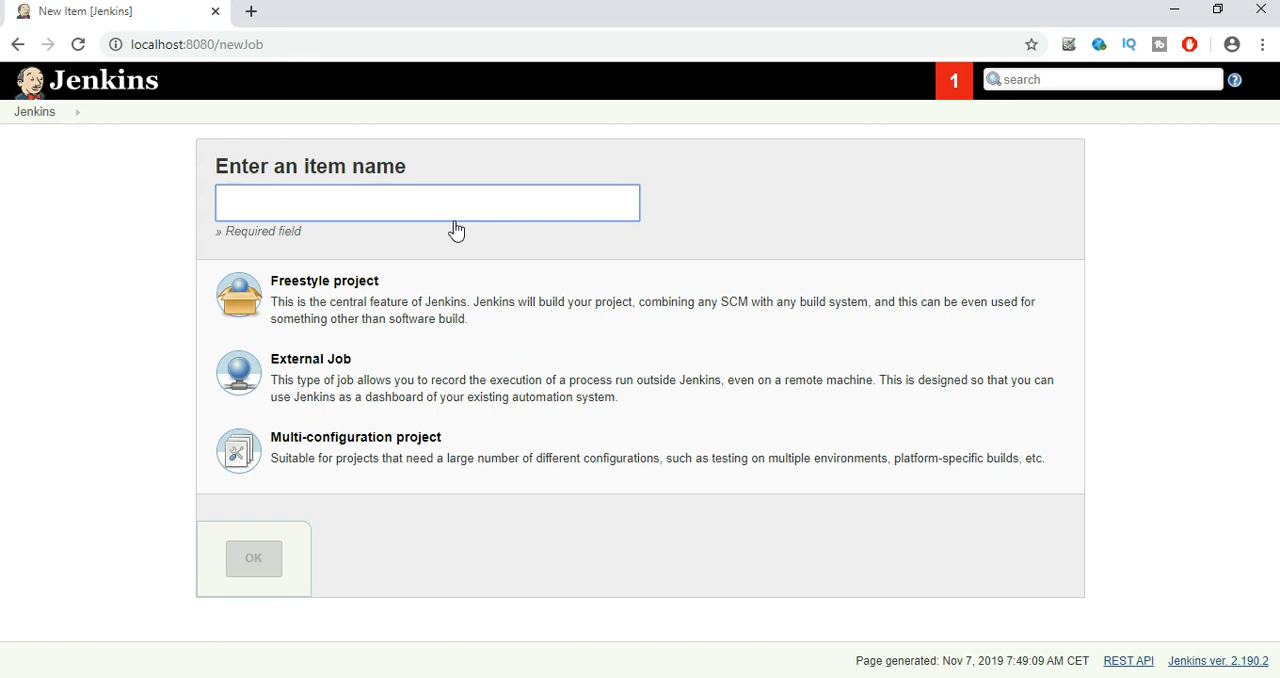 New Item [Jenkins]
localhost:8080/newJob
Jenkins
1
search
Jenkins
Enter an item name
» Required field
Freestyle project
This is the central feature of Jenkins. Jenkins will build your project, combining any SCM with any build system, and this can be even used for
something other than software build.
External Job
This type of job allows you to record the execution of a process run outside Jenkins, even on a remote machine. This is designed so that you can
use Jenkins as a dashboard of your existing automation system.
Multi-configuration project
Suitable for projects that need a large number of different configurations, such as testing on multiple environments, platform-specific builds, etc.
OK
Page generated: Nov 7, 2019 7:49:09 AM CET REST API Jenkins ver. 2.190.2